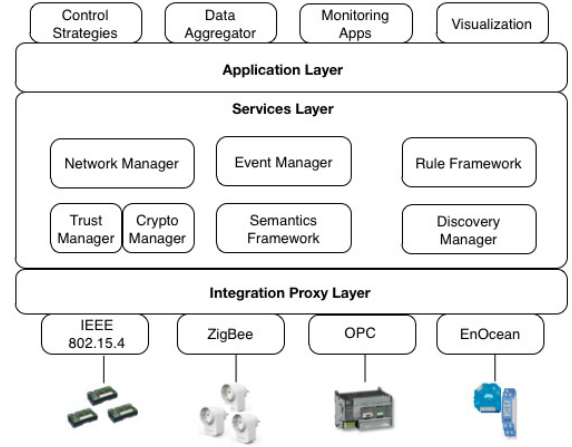 Control
Strategies
Data
Aggregator
Monitoring
Apps
Visualization
Application Layer
Services Layer
Network Manager
Event Manager
Rule Framework
Trust
Manager
Crypto
Manager
Semantics
Framework
Discovery
Manager
Integration Proxy Layer
IEEE
802.15.4
ZigBee
OPC
EnOcean